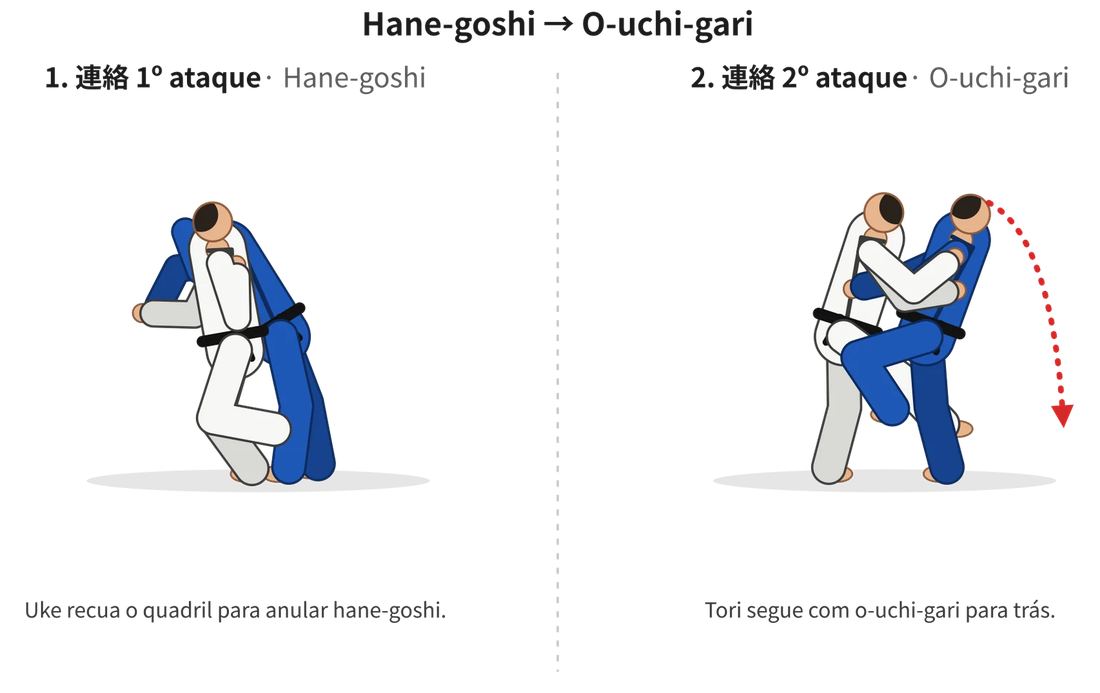 Hane-goshi → O-uchi-gari
1. 連絡 1º ataque · Hane-goshi
2. 連絡 2º ataque · O-uchi-gari
Uke recua o quadril para anular hane-goshi.
Tori segue com o-uchi-gari para trás.